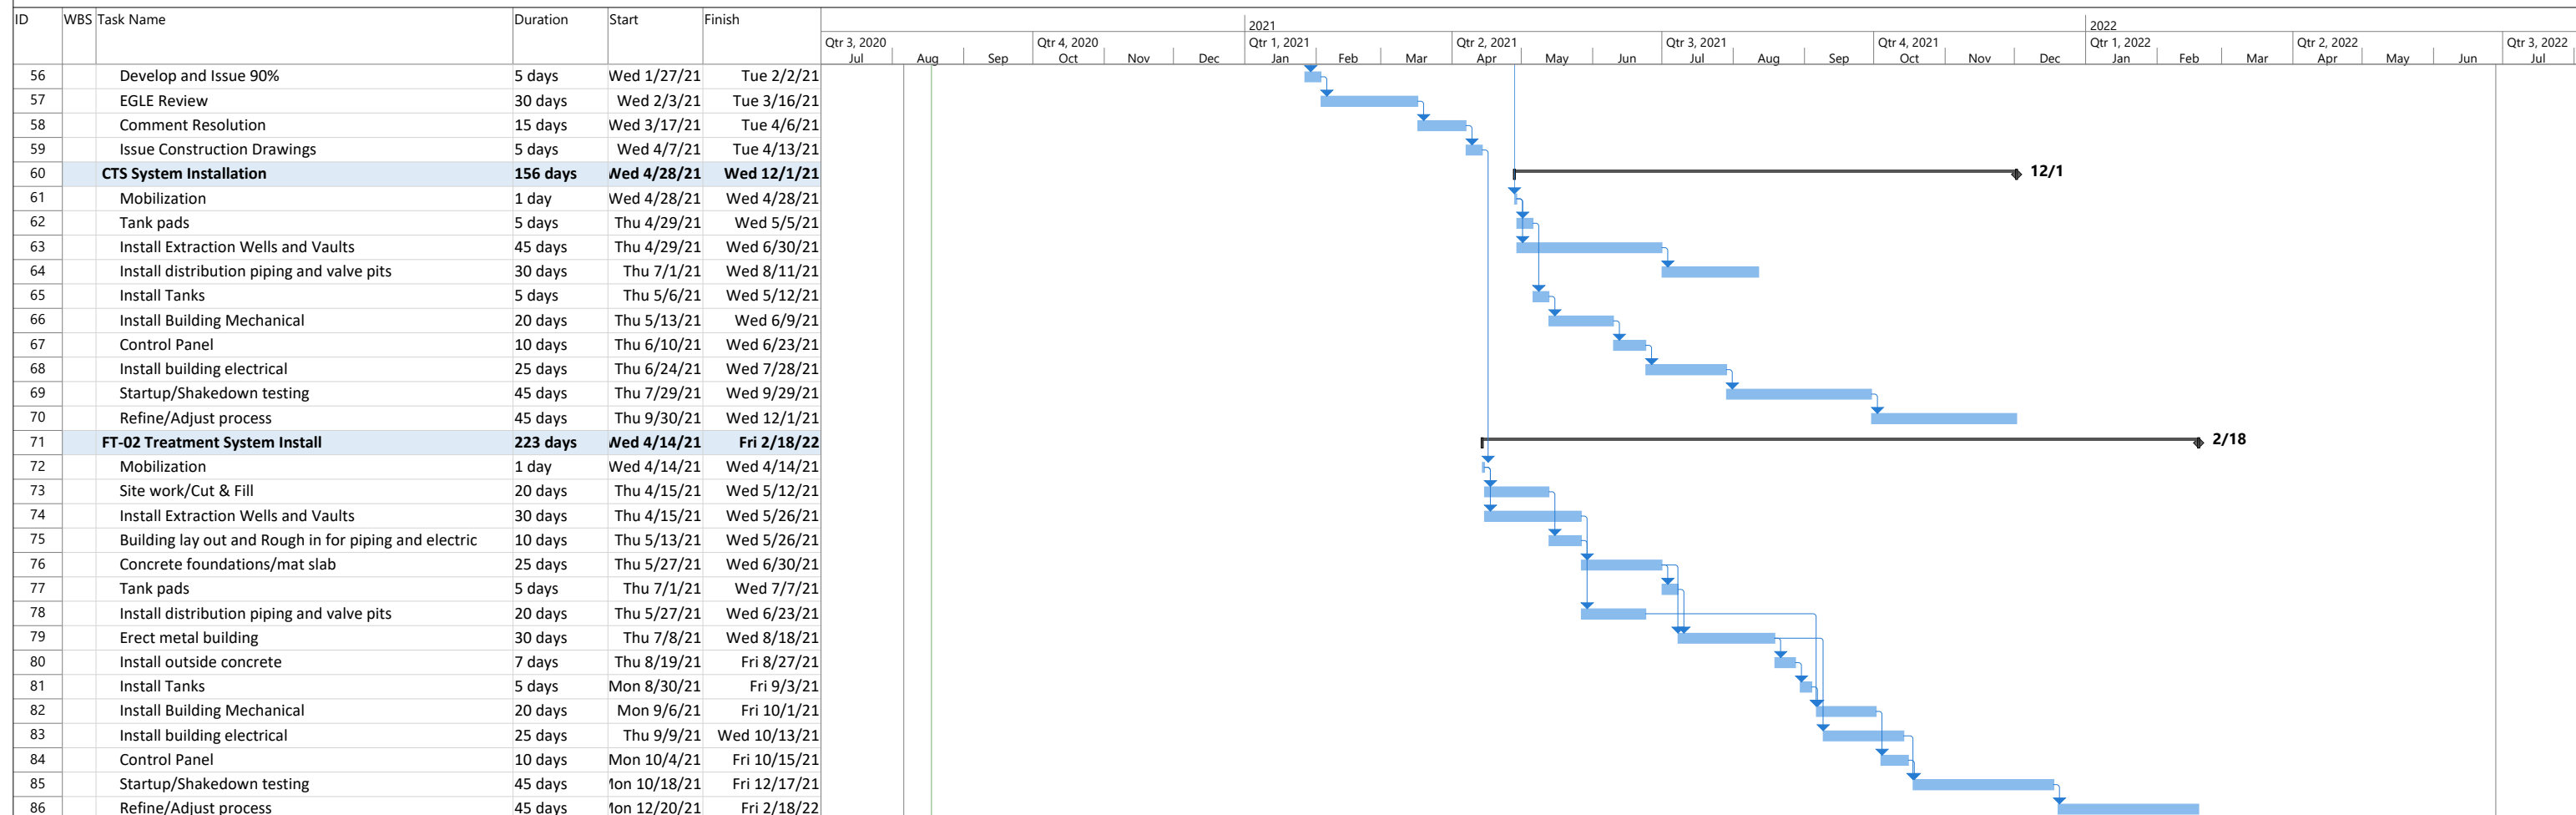 ID WBS Task Name Duration Start Finish
2021 2022
Qtr 3, 2020 Qtr 4, 2020 Qtr 1, 2021 Qtr 2, 2021 Qtr 3, 2021 Qtr 4, 2021 Qtr 1, 2022 Qtr 2, 2022 Qtr 3, 2022
Jul Aug Sep Oct Nov Dec Jan Feb Mar Apr May Jun Jul Aug Sep Oct Nov Dec Jan Feb Mar Apr May Jun Jul
56 Develop and Issue 90% 5 days Wed 1/27/21 Tue 2/2/21
57 EGLE Review 30 days Wed 2/3/21 Tue 3/16/21
58 Comment Resolution 15 days Wed 3/17/21 Tue 4/6/21
59 Issue Construction Drawings 5 days Wed 4/7/21 Tue 4/13/21
60 CTS System Installation 156 days Wed 4/28/21 Wed 12/1/21 12/1
61 Mobilization 1 day Wed 4/28/21 Wed 4/28/21
62 Tank pads 5 days Thu 4/29/21 Wed 5/5/21
63 Install Extraction Wells and Vaults 45 days Thu 4/29/21 Wed 6/30/21
64 Install distribution piping and valve pits 30 days Thu 7/1/21 Wed 8/11/21
65 Install Tanks 5 days Thu 5/6/21 Wed 5/12/21
66 Install Building Mechanical 20 days Thu 5/13/21 Wed 6/9/21
67 Control Panel 10 days Thu 6/10/21 Wed 6/23/21
68 Install building electrical 25 days Thu 6/24/21 Wed 7/28/21
69 Startup/Shakedown testing 45 days Thu 7/29/21 Wed 9/29/21
70 Refine/Adjust process 45 days Thu 9/30/21 Wed 12/1/21
71 FT-02 Treatment System Install 223 days Wed 4/14/21 Fri 2/18/22 2/18
72 Mobilization 1 day Wed 4/14/21 Wed 4/14/21
73 Site work/Cut & Fill 20 days Thu 4/15/21 Wed 5/12/21
74 Install Extraction Wells and Vaults 30 days Thu 4/15/21 Wed 5/26/21
75 Building lay out and Rough in for piping and electric 10 days Thu 5/13/21 Wed 5/26/21
76 Concrete foundations/mat slab 25 days Thu 5/27/21 Wed 6/30/21
77 Tank pads 5 days Thu 7/1/21 Wed 7/7/21
78 Install distribution piping and valve pits 20 days Thu 5/27/21 Wed 6/23/21
79 Erect metal building 30 days Thu 7/8/21 Wed 8/18/21
80 Install outside concrete 7 days Thu 8/19/21 Fri 8/27/21
81 Install Tanks 5 days Mon 8/30/21 Fri 9/3/21
82 Install Building Mechanical 20 days Mon 9/6/21 Fri 10/1/21
83 Install building electrical 25 days Thu 9/9/21 Wed 10/13/21
84 Control Panel 10 days Mon 10/4/21 Fri 10/15/21
85 Startup/Shakedown testing 45 days Mon 10/18/21 Fri 12/17/21
86 Refine/Adjust process 45 days Mon 12/20/21 Fri 2/18/22